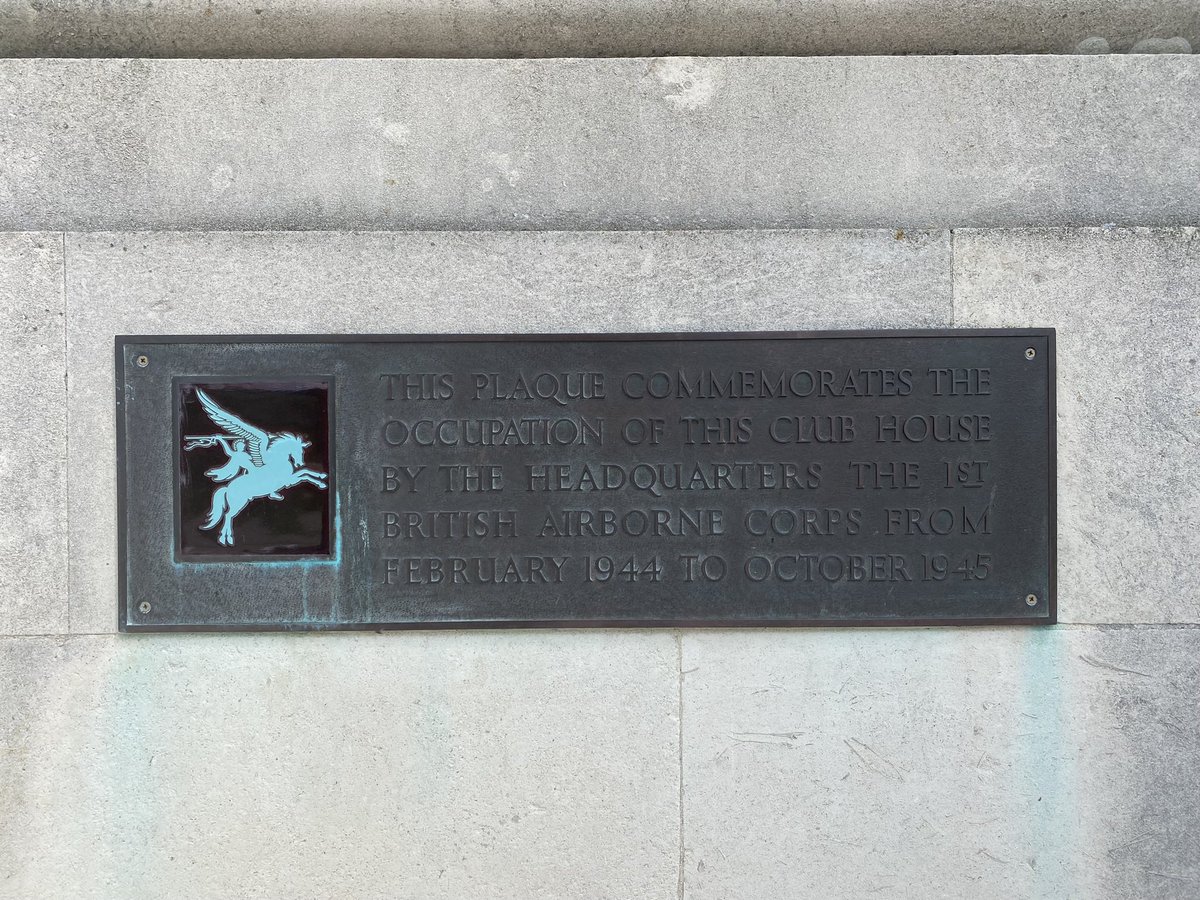 THIS PLAQUE COMMEMORATES THE
OCCUPATION OF THIS CLUB HOUSE
BY THE HEADQUARTERS THE 1ST
BRITISH AIRBORNE CORPS FROM
FEBRUARY 1944 TO OCTOBER 1945